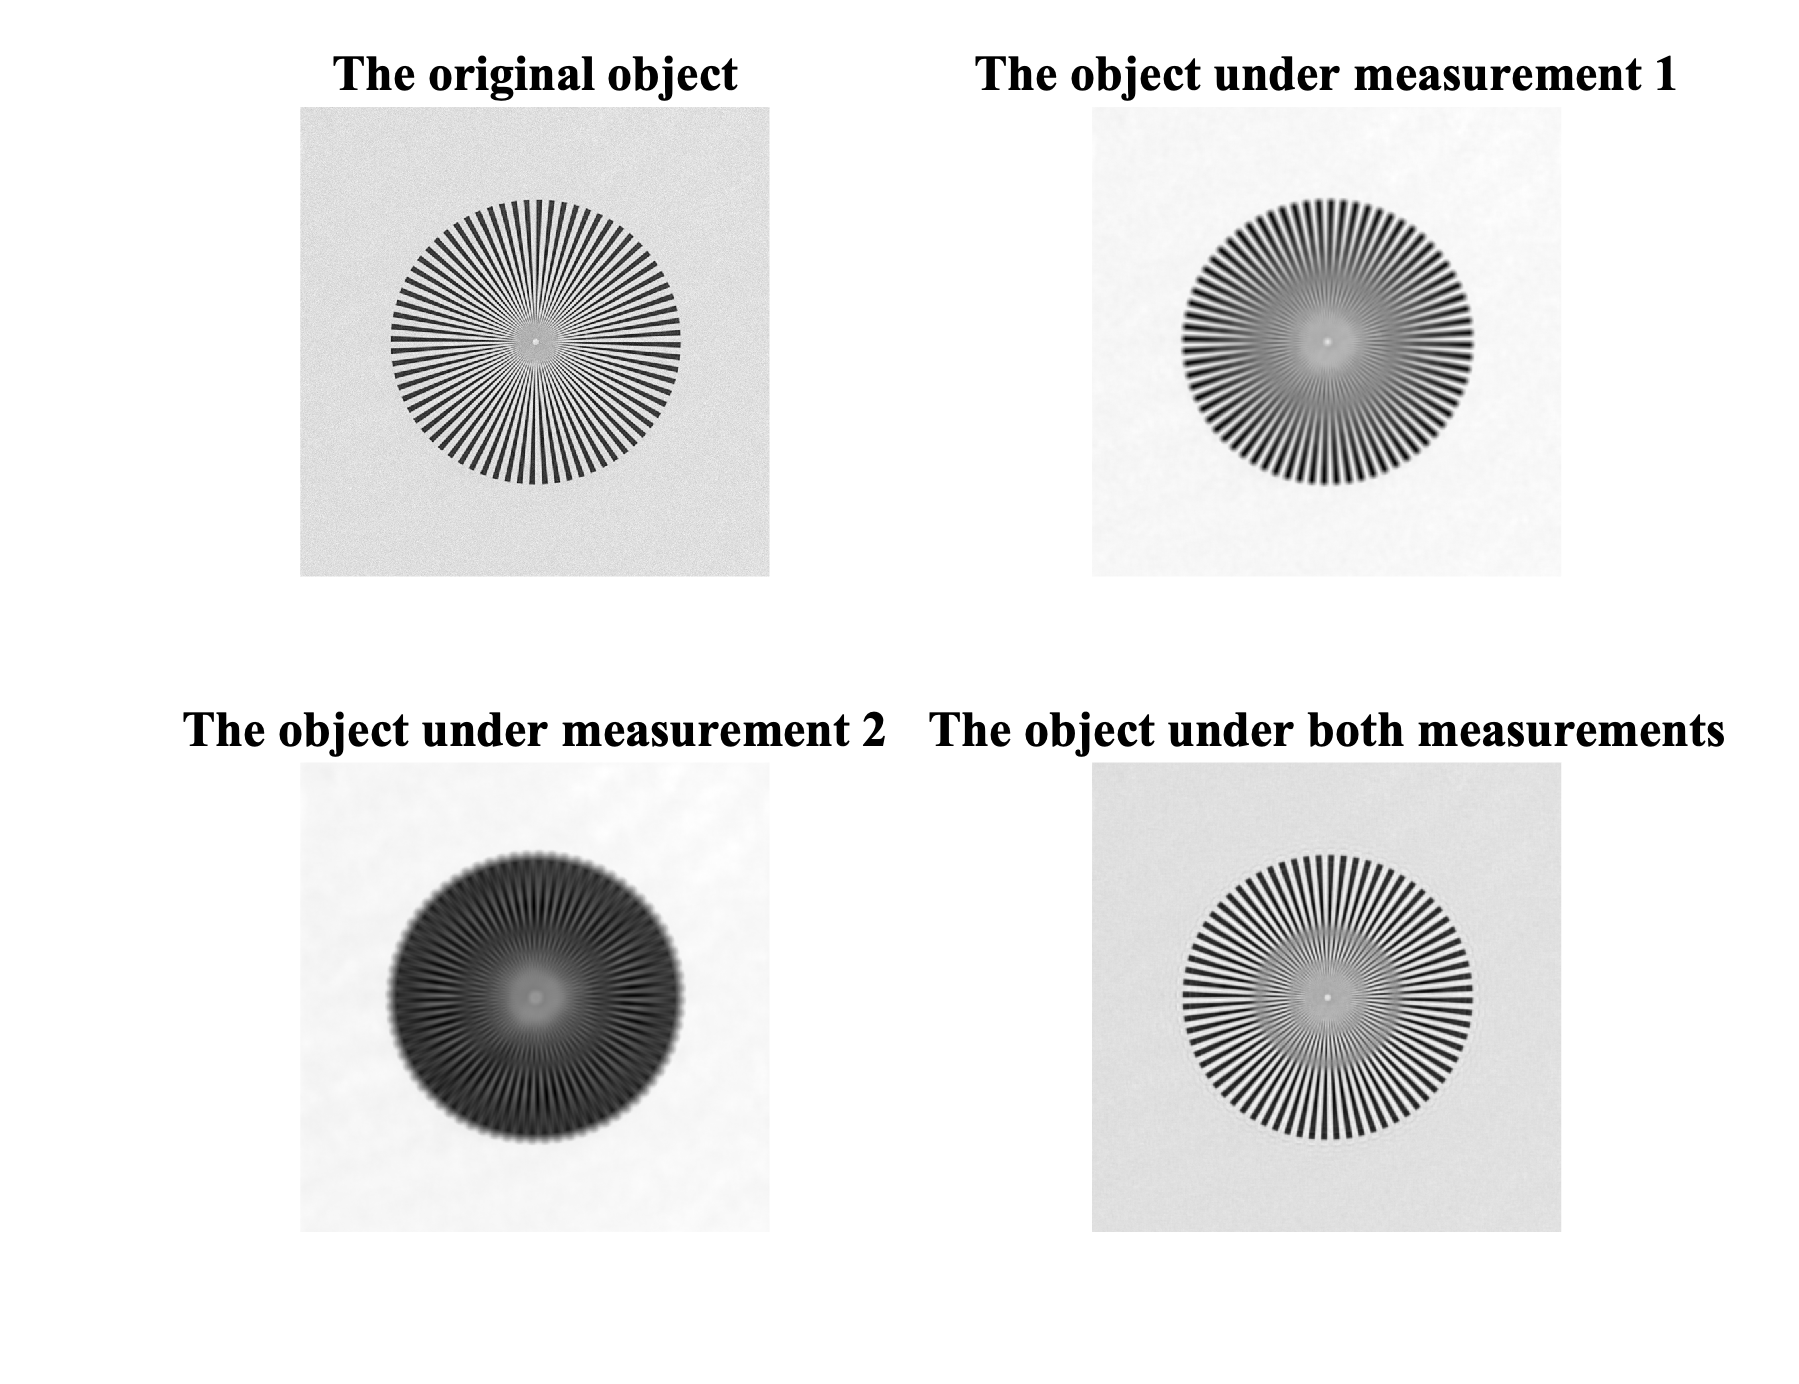 The original object
The object under measurement 1
The object under measurement 2
The object under both measurements